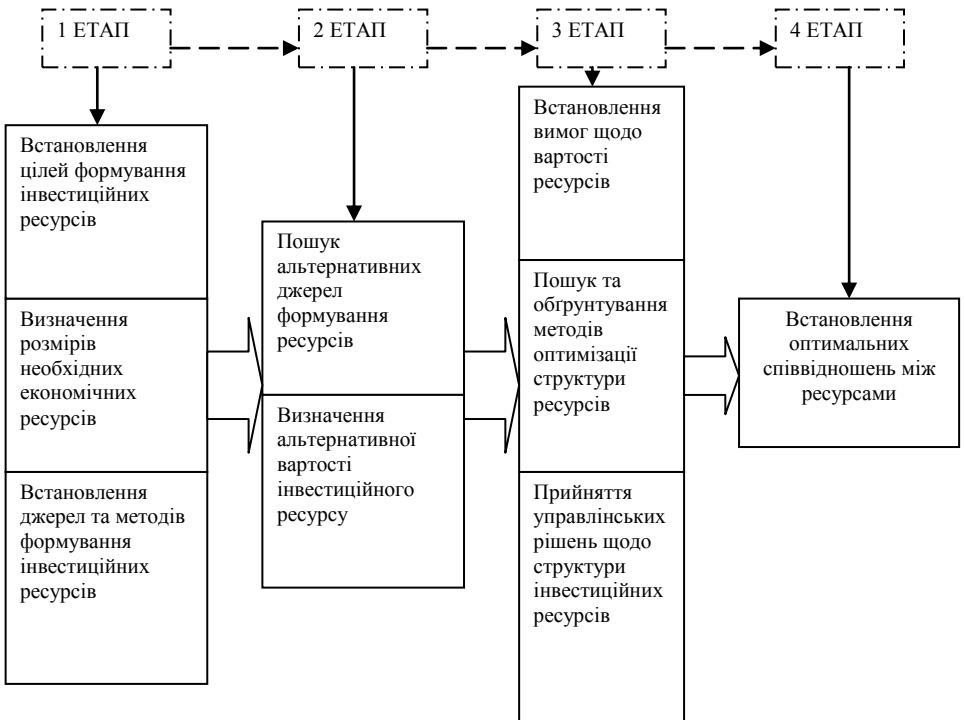 1 ЕТАП
2 ЕТАП
3 ЕТАП
4 ЕТАП
Встановлення
цілей формування
інвестиційних
ресурсів
Визначення
розмірів
необхідних
економічних
ресурсів
Встановлення
джерел та методів
формування
інвестиційних
ресурсів
Пошук
альтернативних
джерел
формування
ресурсів
Визначення
альтернативної
вартості
інвестиційного
ресурсу
Встановлення
вимог щодо
вартості
ресурсів
Пошук та
обґрунтування
методів
оптимізації
структури
ресурсів
Прийняття
управлінських
рішень щодо
структури
інвестиційних
ресурсів
Встановлення
оптимальних
співвідношень між
ресурсами